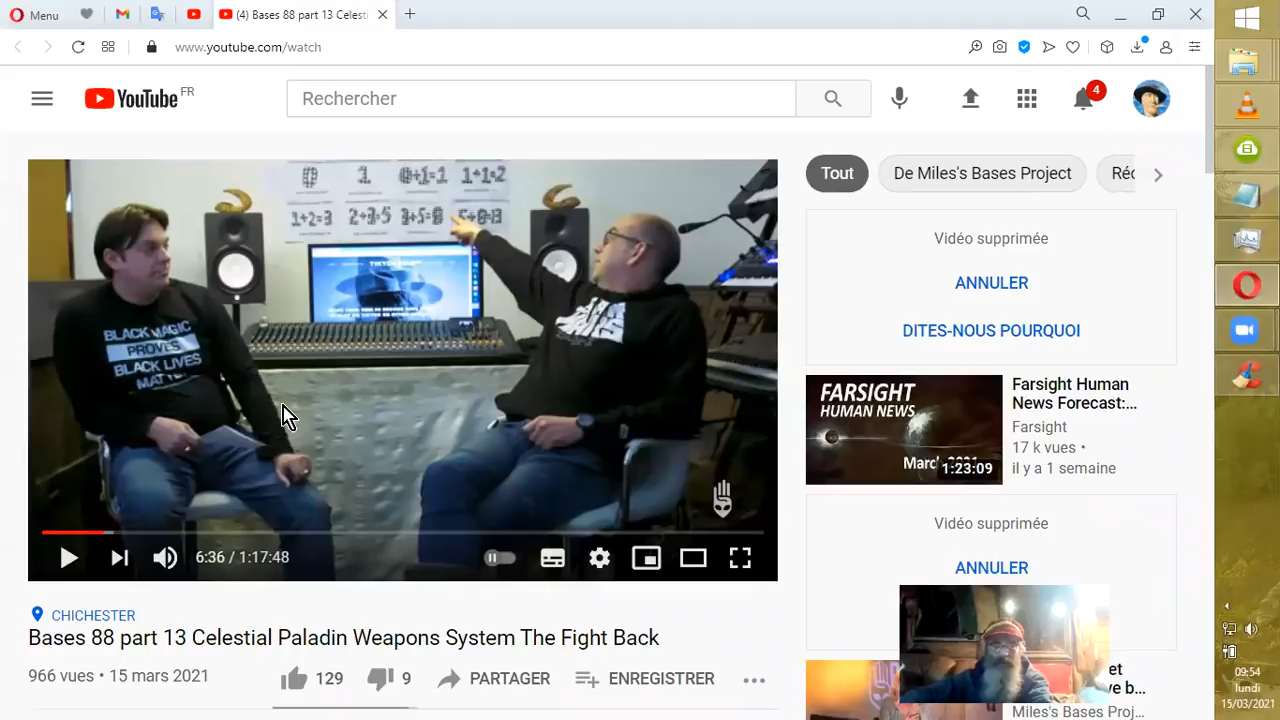 Menu
(4) Bases 88 part 13 Celest
www.youtube.com/watch
YouTube FR
Rechercher
4
Tout
De Miles's Bases Project
Réc
0 1 0+1=1 1+1=2
1+2=3 2+3=5 3+5=8 5+8=13
BLACK MAGIC
PROVES
BLACK LIVES
MATTER
6:36 / 1:17:48
CHICHESTER
Bases 88 part 13 Celestial Paladin Weapons System The Fight Back
966 vues • 15 mars 2021
129
9
PARTAGER
ENREGISTRER
Vidéo supprimée
ANNULER
DITES-NOUS POURQUOI
FARSIGHT
HUMAN NEWS
1:23:09
Farsight Human
News Forecast:...
Farsight
17 k vues •
il y a 1 semaine
Vidéo supprimée
ANNULER
et
ve b...
Miles's Bases Proj...
09:54
lundi
15/03/2021